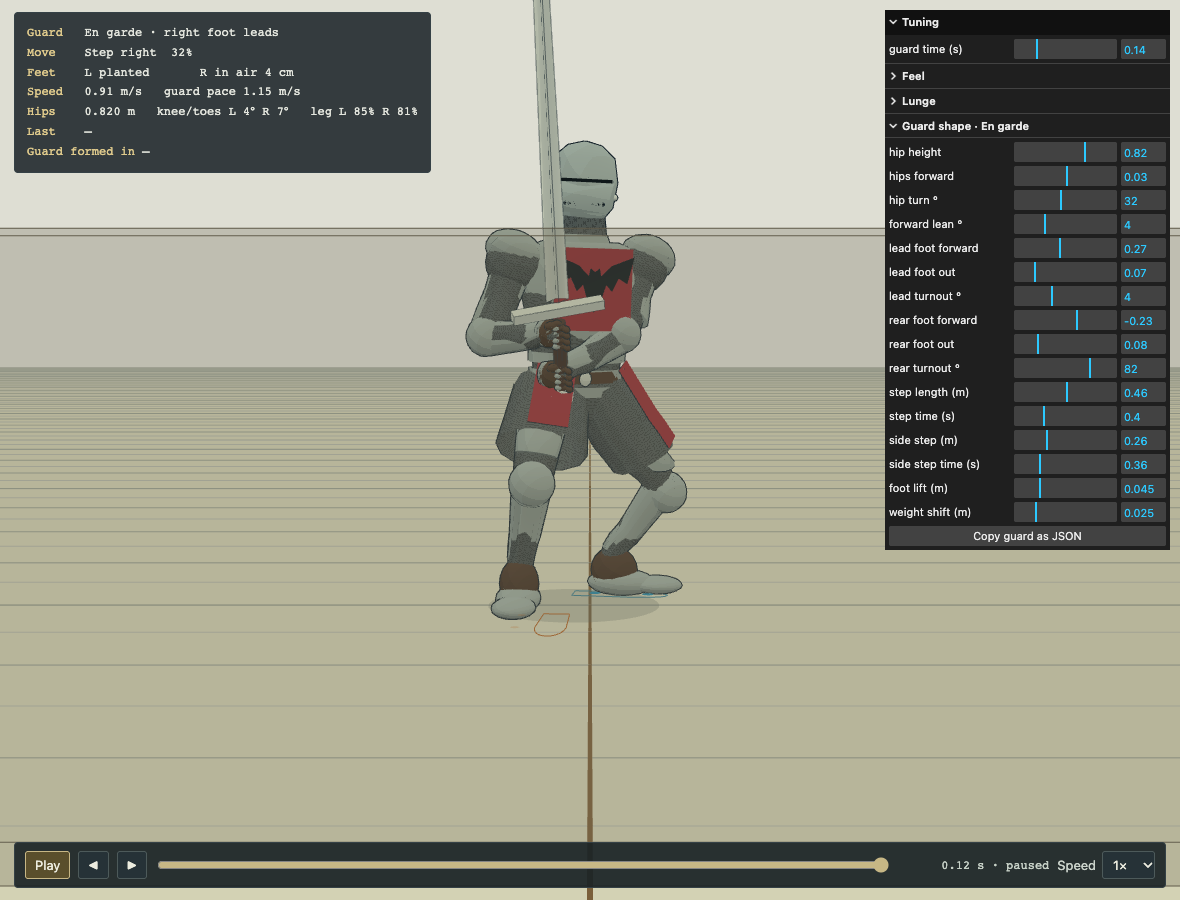 Guard En garde · right foot leads
Move Step right 32%
Feet L planted R in air 4 cm
Speed 0.91 m/s guard pace 1.15 m/s
Hips 0.820 m knee/toes L 4° R 7° leg L 85% R 81%
Last —
Guard formed in —
Tuning
guard time (s) 0.14
Feel
Lunge
Guard shape · En garde
hip height 0.82
hips forward 0.03
hip turn ° 32
forward lean ° 4
lead foot forward 0.27
lead foot out 0.07
lead turnout ° 4
rear foot forward -0.23
rear foot out 0.08
rear turnout ° 82
step length (m) 0.46
step time (s) 0.4
side step (m) 0.26
side step time (s) 0.36
foot lift (m) 0.045
weight shift (m) 0.025
Copy guard as JSON
Play 0.12 s · paused Speed 1×